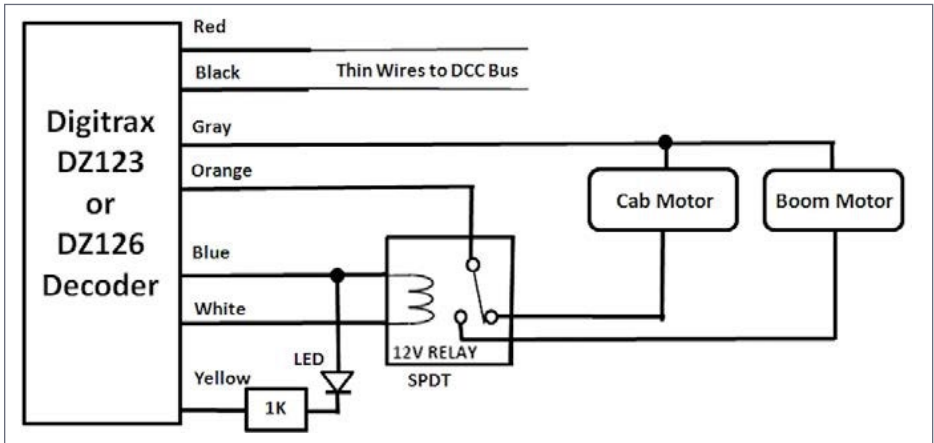 Red
Black
Thin Wires to DCC Bus
Digitrax
DZ123
or
DZ126
Decoder
Gray
Orange
Cab Motor
Boom Motor
Blue
White
12V RELAY
SPDT
LED
Yellow
1K